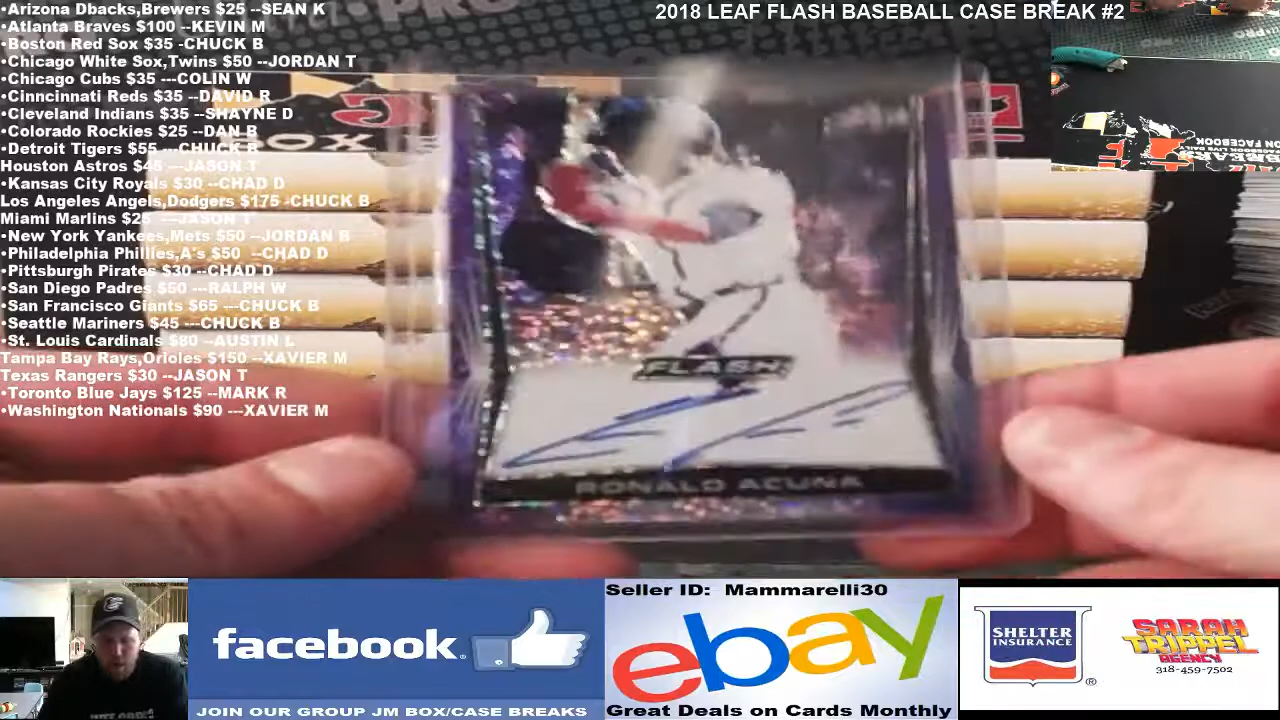 •Arizona Dbacks,Brewers $25 --SEAN K
•Atlanta Braves $100 --KEVIN M
•Boston Red Sox $35 -CHUCK B
•Chicago White Sox,Twins $50 --JORDAN T
•Chicago Cubs $35 ---COLIN W
•Cinncinnati Reds $35 --DAVID R
•Cleveland Indians $35 --SHAYNE D
•Colorado Rockies $25 --DAN B
•Detroit Tigers $55 --CHUCK B
Houston Astros $45 --JASON T
•Kansas City Royals $30 --CHAD D
Los Angeles Angels,Dodgers $175 -CHUCK B
Miami Marlins $25 --JASON T
•New York Yankees,Mets $50 --JORDAN B
•Philadelphia Phillies,A's $50 --CHAD D
•Pittsburgh Pirates $30 --CHAD D
•San Diego Padres $50 --RALPH W
•San Francisco Giants $65 ---CHUCK B
•Seattle Mariners $45 ---CHUCK B
•St. Louis Cardinals $80 --AUSTIN L
Tampa Bay Rays,Orioles $150 --XAVIER M
Texas Rangers $30 --JASON T
•Toronto Blue Jays $125 --MARK R
•Washington Nationals $90 ---XAVIER M
2018 LEAF FLASH BASEBALL CASE BREAK #2
BOX
ON FACEBOOK
FLASH
RONALD ACUNA
facebook
JOIN OUR GROUP JM BOX/CASE BREAKS
Seller ID: Mammarelli30
ebay
Great Deals on Cards Monthly
SHELTER
INSURANCE
®
SARAH
TRIPPEL
AGENCY
318-459-7502